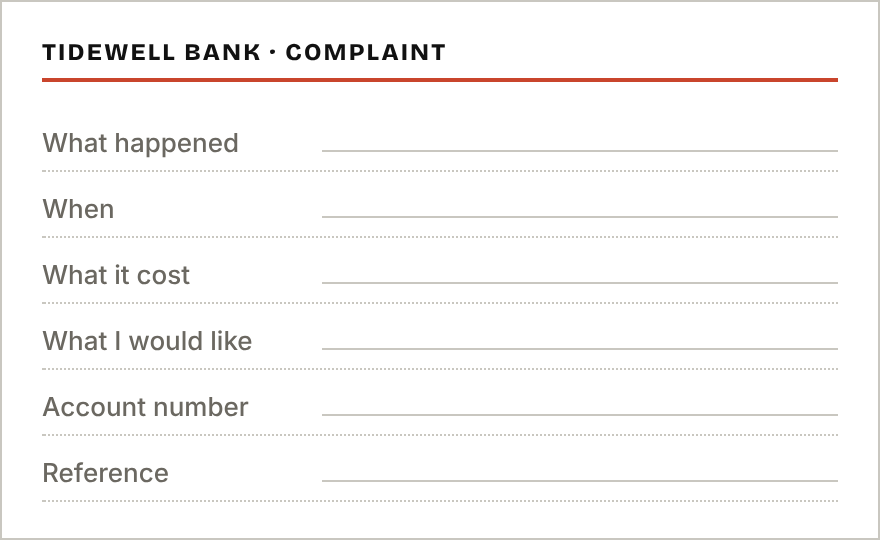 TIDEWELL BANK · COMPLAINT
What happened
When
What it cost
What I would like
Account number
Reference